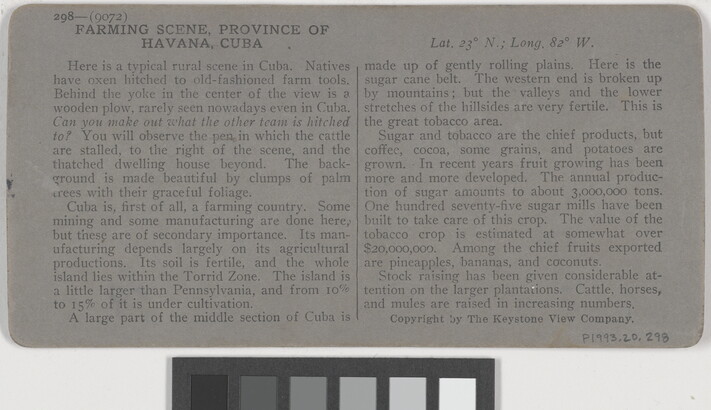 298—(9072)
FARMING SCENE, PROVINCE OF
HAVANA, CUBA
Lat. 23° N.; Long. 82° W.
Here is a typical rural scene in Cuba. Natives
have oxen hitched to old-fashioned farm tools.
Behind the yoke in the center of the view is a
wooden plow, rarely seen nowadays even in Cuba.
Can you make out what the other team is hitched
to? You will observe the pen in which the cattle
are stalled, to the right of the scene, and the
thatched dwelling house beyond. The back-
ground is made beautiful by clumps of palm
trees with their graceful foliage.
Cuba is, first of all, a farming country. Some
mining and some manufacturing are done here,
but these are of secondary importance. Its man-
ufacturing depends largely on its agricultural
productions. Its soil is fertile, and the whole
island lies within the Torrid Zone. The island is
a little larger than Pennsylvania, and from 10%
to 15% of it is under cultivation.
A large part of the middle section of Cuba is
made up of gently rolling plains. Here is the
sugar cane belt. The western end is broken up
by mountains; but the valleys and the lower
stretches of the hillsides are very fertile. This is
the great tobacco area.
Sugar and tobacco are the chief products, but
coffee, cocoa, some grains, and potatoes are
grown. In recent years fruit growing has been
more and more developed. The annual produc-
tion of sugar amounts to about 3,000,000 tons.
One hundred seventy-five sugar mills have been
built to take care of this crop. The value of the
tobacco crop is estimated at somewhat over
$20,000,000. Among the chief fruits exported
are pineapples, bananas, and coconuts.
Stock raising has been given considerable at-
tention on the larger plantations. Cattle, horses,
and mules are raised in increasing numbers.
Copyright by The Keystone View Company.
P1993.20.298